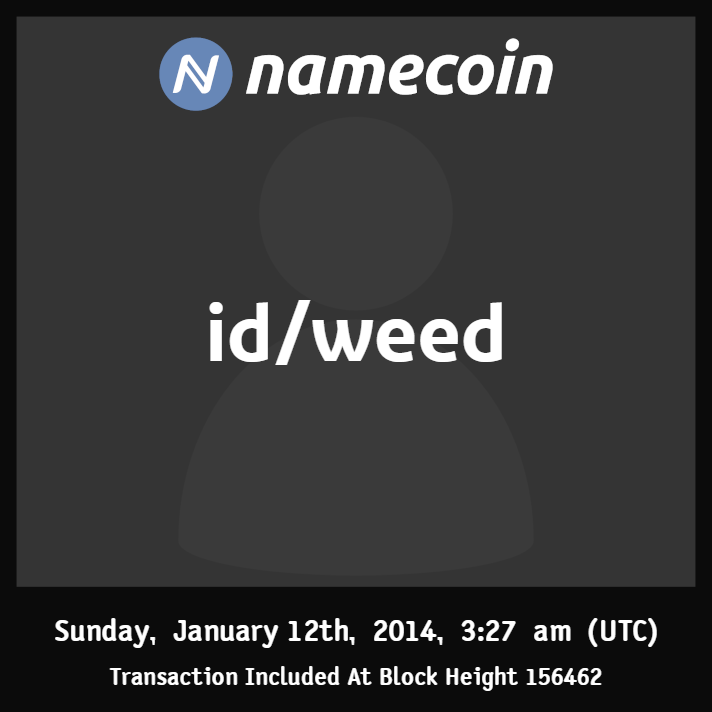 namecoin
id/weed
Sunday, January 12th, 2014, 3:27 am (UTC)
Transaction Included At Block Height 156462